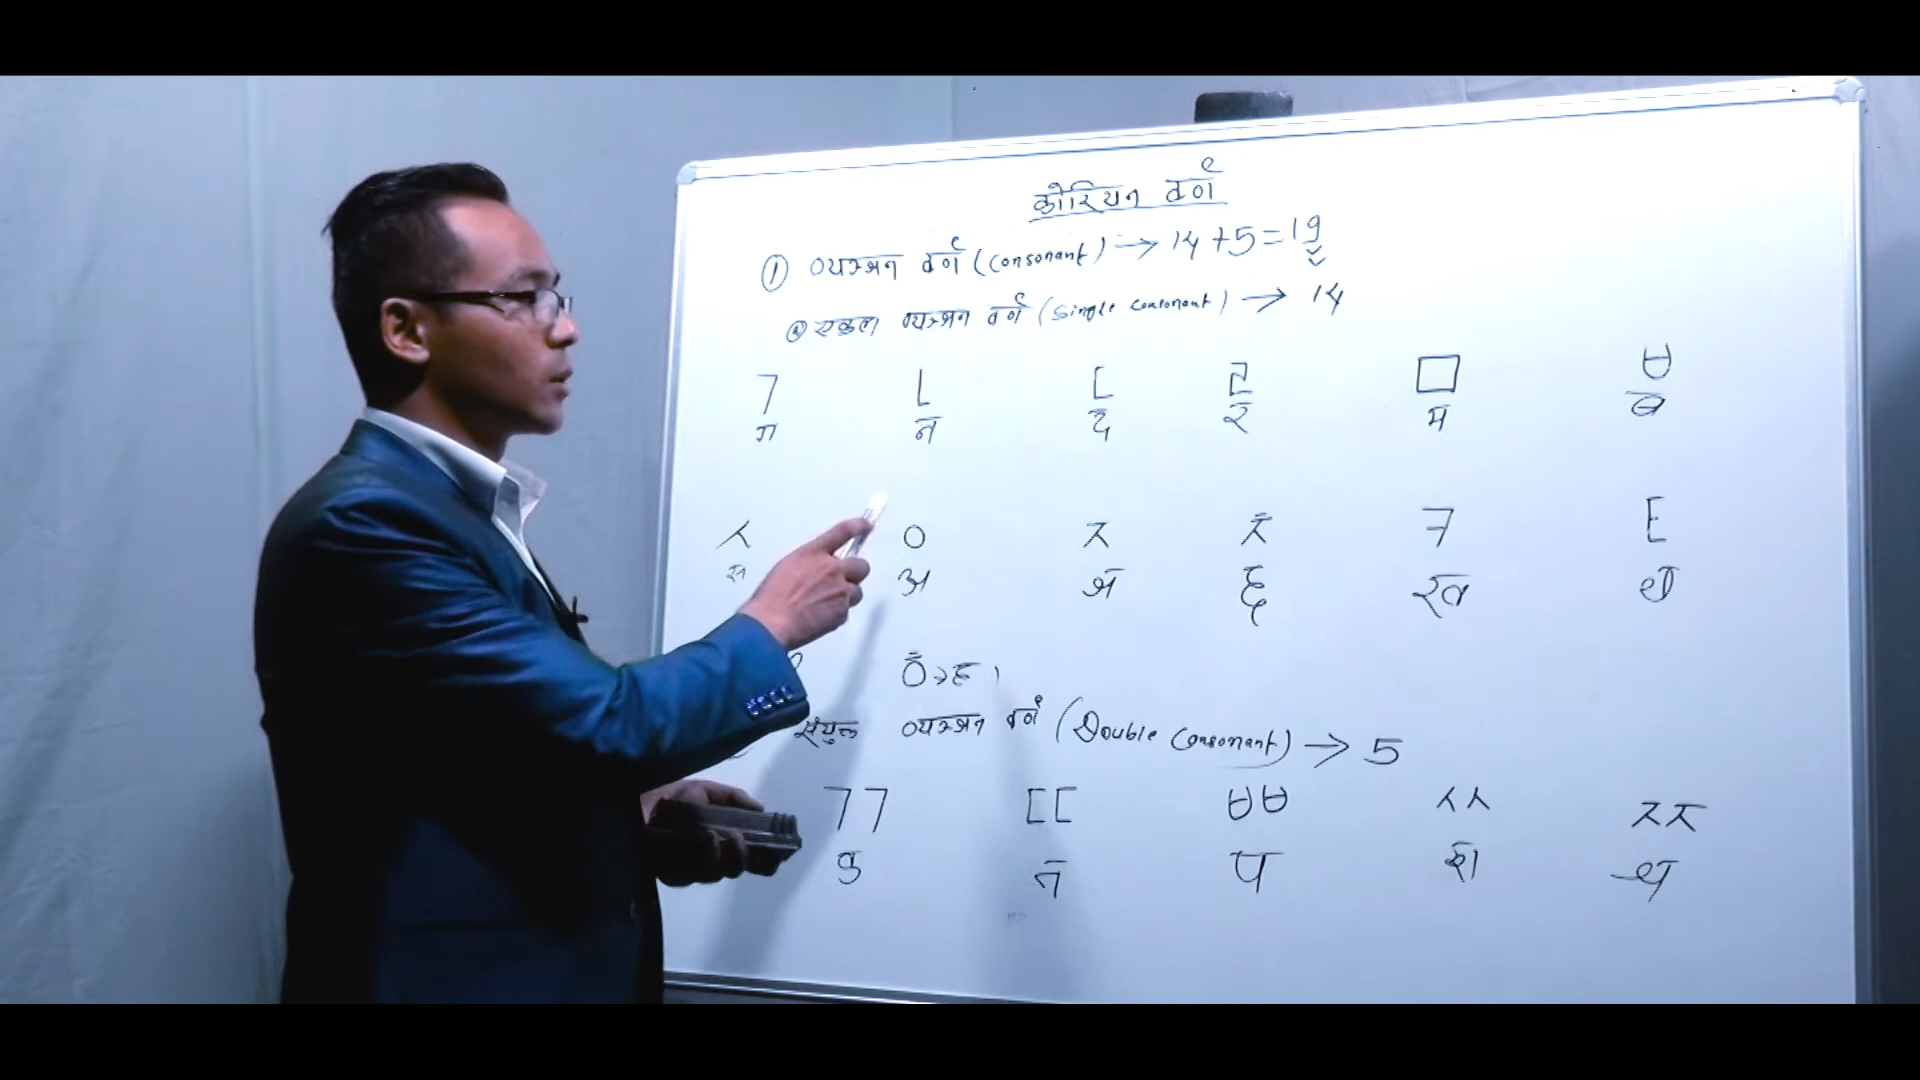 कोरियन वर्ण
① व्यञ्जन वर्ण (Consonant) → 14+5=19
ⓐ एकल व्यञ्जन वर्ण (Single consonant) → 14
ㄱ ㄴ ㄷ ㄹ ㅁ ㅂ
ग न द र म ब
ㅅ ㅇ ㅈ ㅊ ㅋ ㅌ
स अ ज छ ख थ
ㅎ→ह
संयुक्त व्यञ्जन वर्ण (Double Consonant) → 5
ㄲ ㄸ ㅃ ㅆ ㅉ
क त प